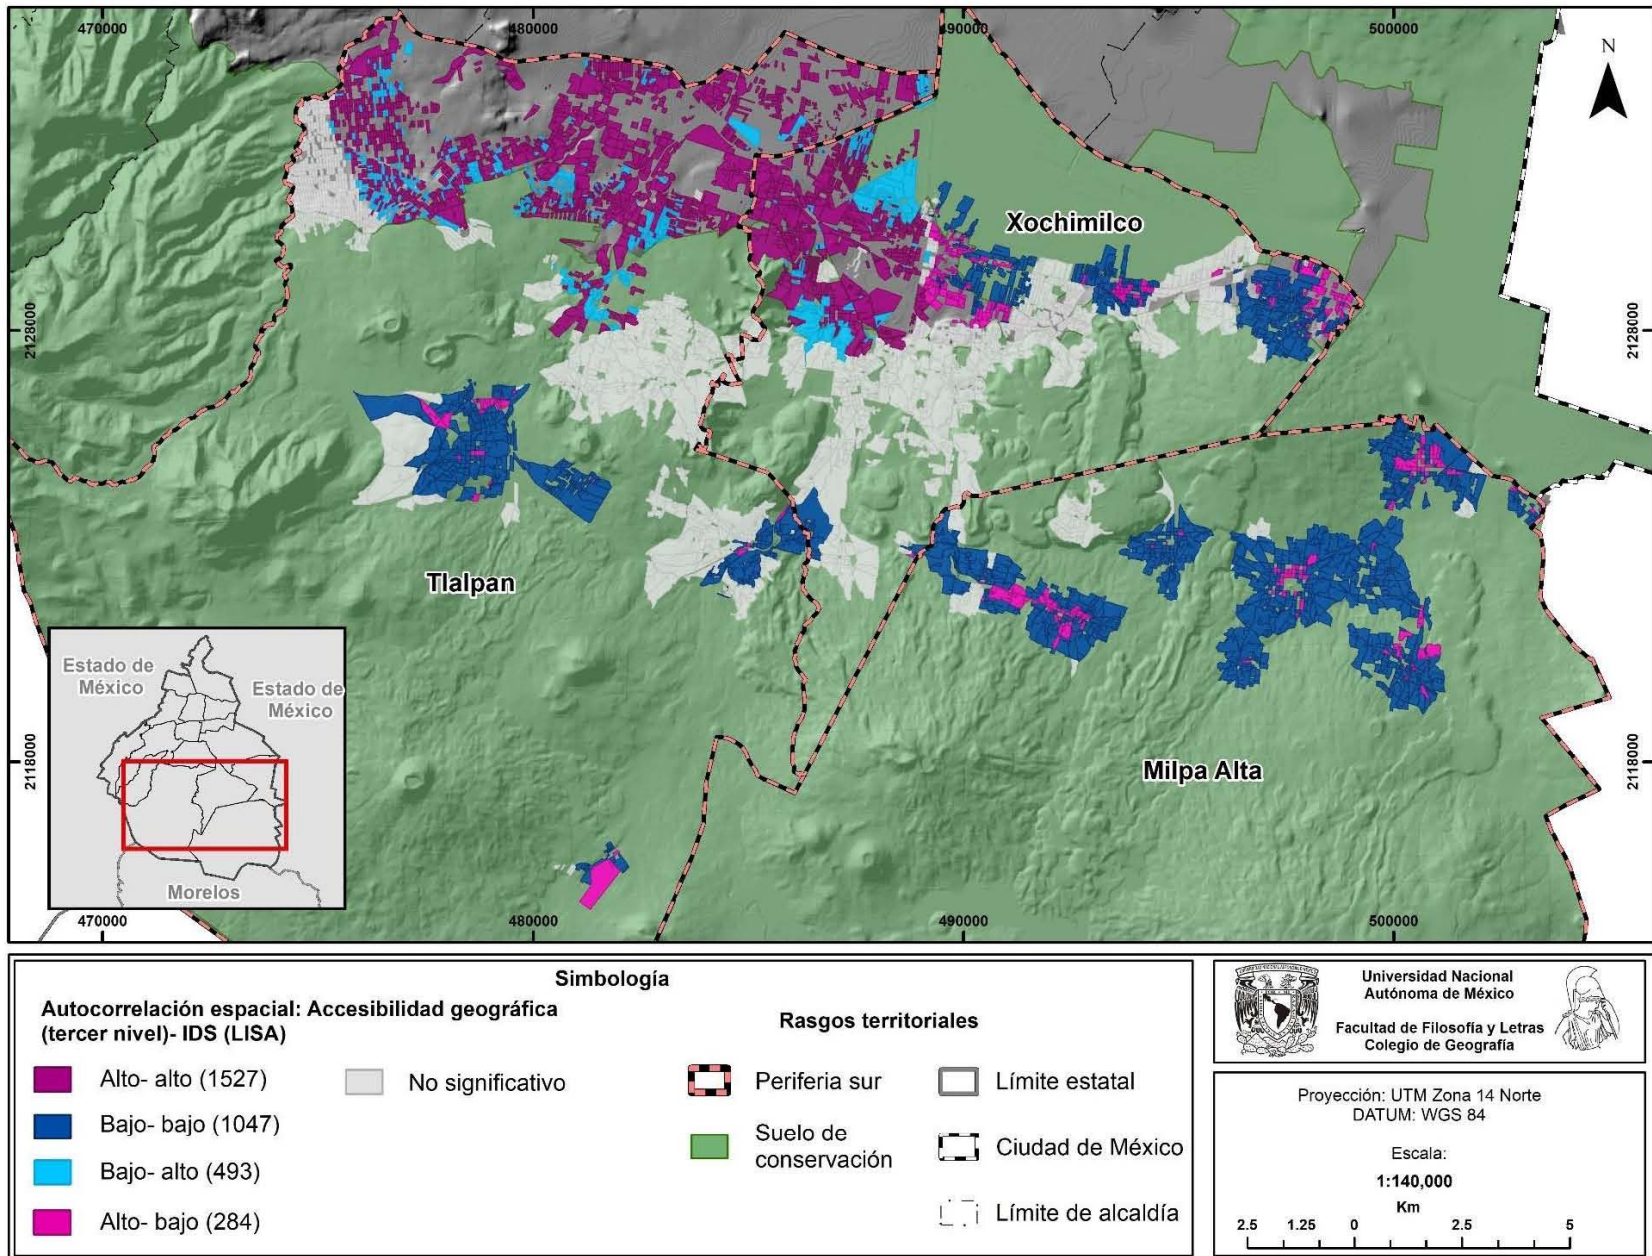 470000
480000
490000
500000
N
Xochimilco
2128000
2128000
Tlalpan
Estado de
México
Estado de
México
2118000
2118000
Milpa Alta
Morelos
470000
480000
490000
500000
Simbología
Autocorrelación espacial: Accesibilidad geográfica
(tercer nivel)- IDS (LISA)
Alto- alto (1527)
Bajo- bajo (1047)
Bajo- alto (493)
Alto- bajo (284)
No significativo
Rasgos territoriales
Periferia sur
Suelo de
conservación
Límite estatal
Ciudad de México
Límite de alcaldía
Universidad Nacional
Autónoma de México
Facultad de Filosofía y Letras
Colegio de Geografía
Proyección: UTM Zona 14 Norte
DATUM: WGS 84
Escala:
1:140,000
Km
2.5 1.25 0 2.5 5